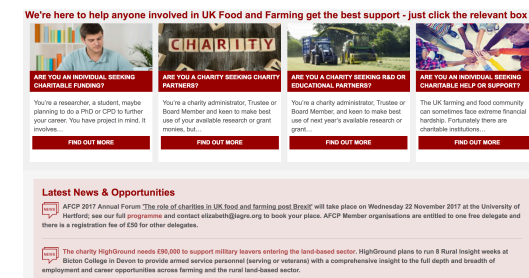 We're here to help anyone involved in UK Food and Farming get the best support - just click the relevant box
CHARITY
ARE YOU AN INDIVIDUAL SEEKING
CHARITABLE FUNDING?
You're a researcher, a student, maybe
planning to do a PhD or CPD to further
your career. You have project in mind. It
involves...
FIND OUT MORE
ARE YOU A CHARITY SEEKING CHARITY
PARTNERS?
You're a charity administrator, Trustee or
Board Member, and keen to make best
use of your available research or grant
monies, but...
FIND OUT MORE
ARE YOU A CHARITY SEEKING R&D OR
EDUCATIONAL PARTNERS?
You're a charity administrator, Trustee or
Board Member, and keen to make best
use of next year's available research or
grant...
FIND OUT MORE
ARE YOU AN INDIVIDUAL SEEKING
CHARITABLE HELP OR SUPPORT?
The UK farming and food community
can sometimes face extreme financial
hardship. Fortunately there are
charitable institutions...
FIND OUT MORE
Latest News & Opportunities
NEWS
AFCP 2017 Annual Forum 'The role of charities in UK food and farming post Brexit' will take place on Wednesday 22 November 2017 at the University of
Hertford; see our full programme and contact elizabeth@iagre.org to book your place. AFCP Member organisations are entitled to one free delegate and
there is a registration fee of £50 for other delegates.
NEWS
The charity HighGround needs £90,000 to support military leavers entering the land-based sector. HighGround plans to run 6 Rural Insight weeks at
Bicton College in Devon to provide armed service personnel (serving or veterans) with a comprehensive insight to the full depth and breadth of
employment and career opportunities across farming and the rural land-based sector.